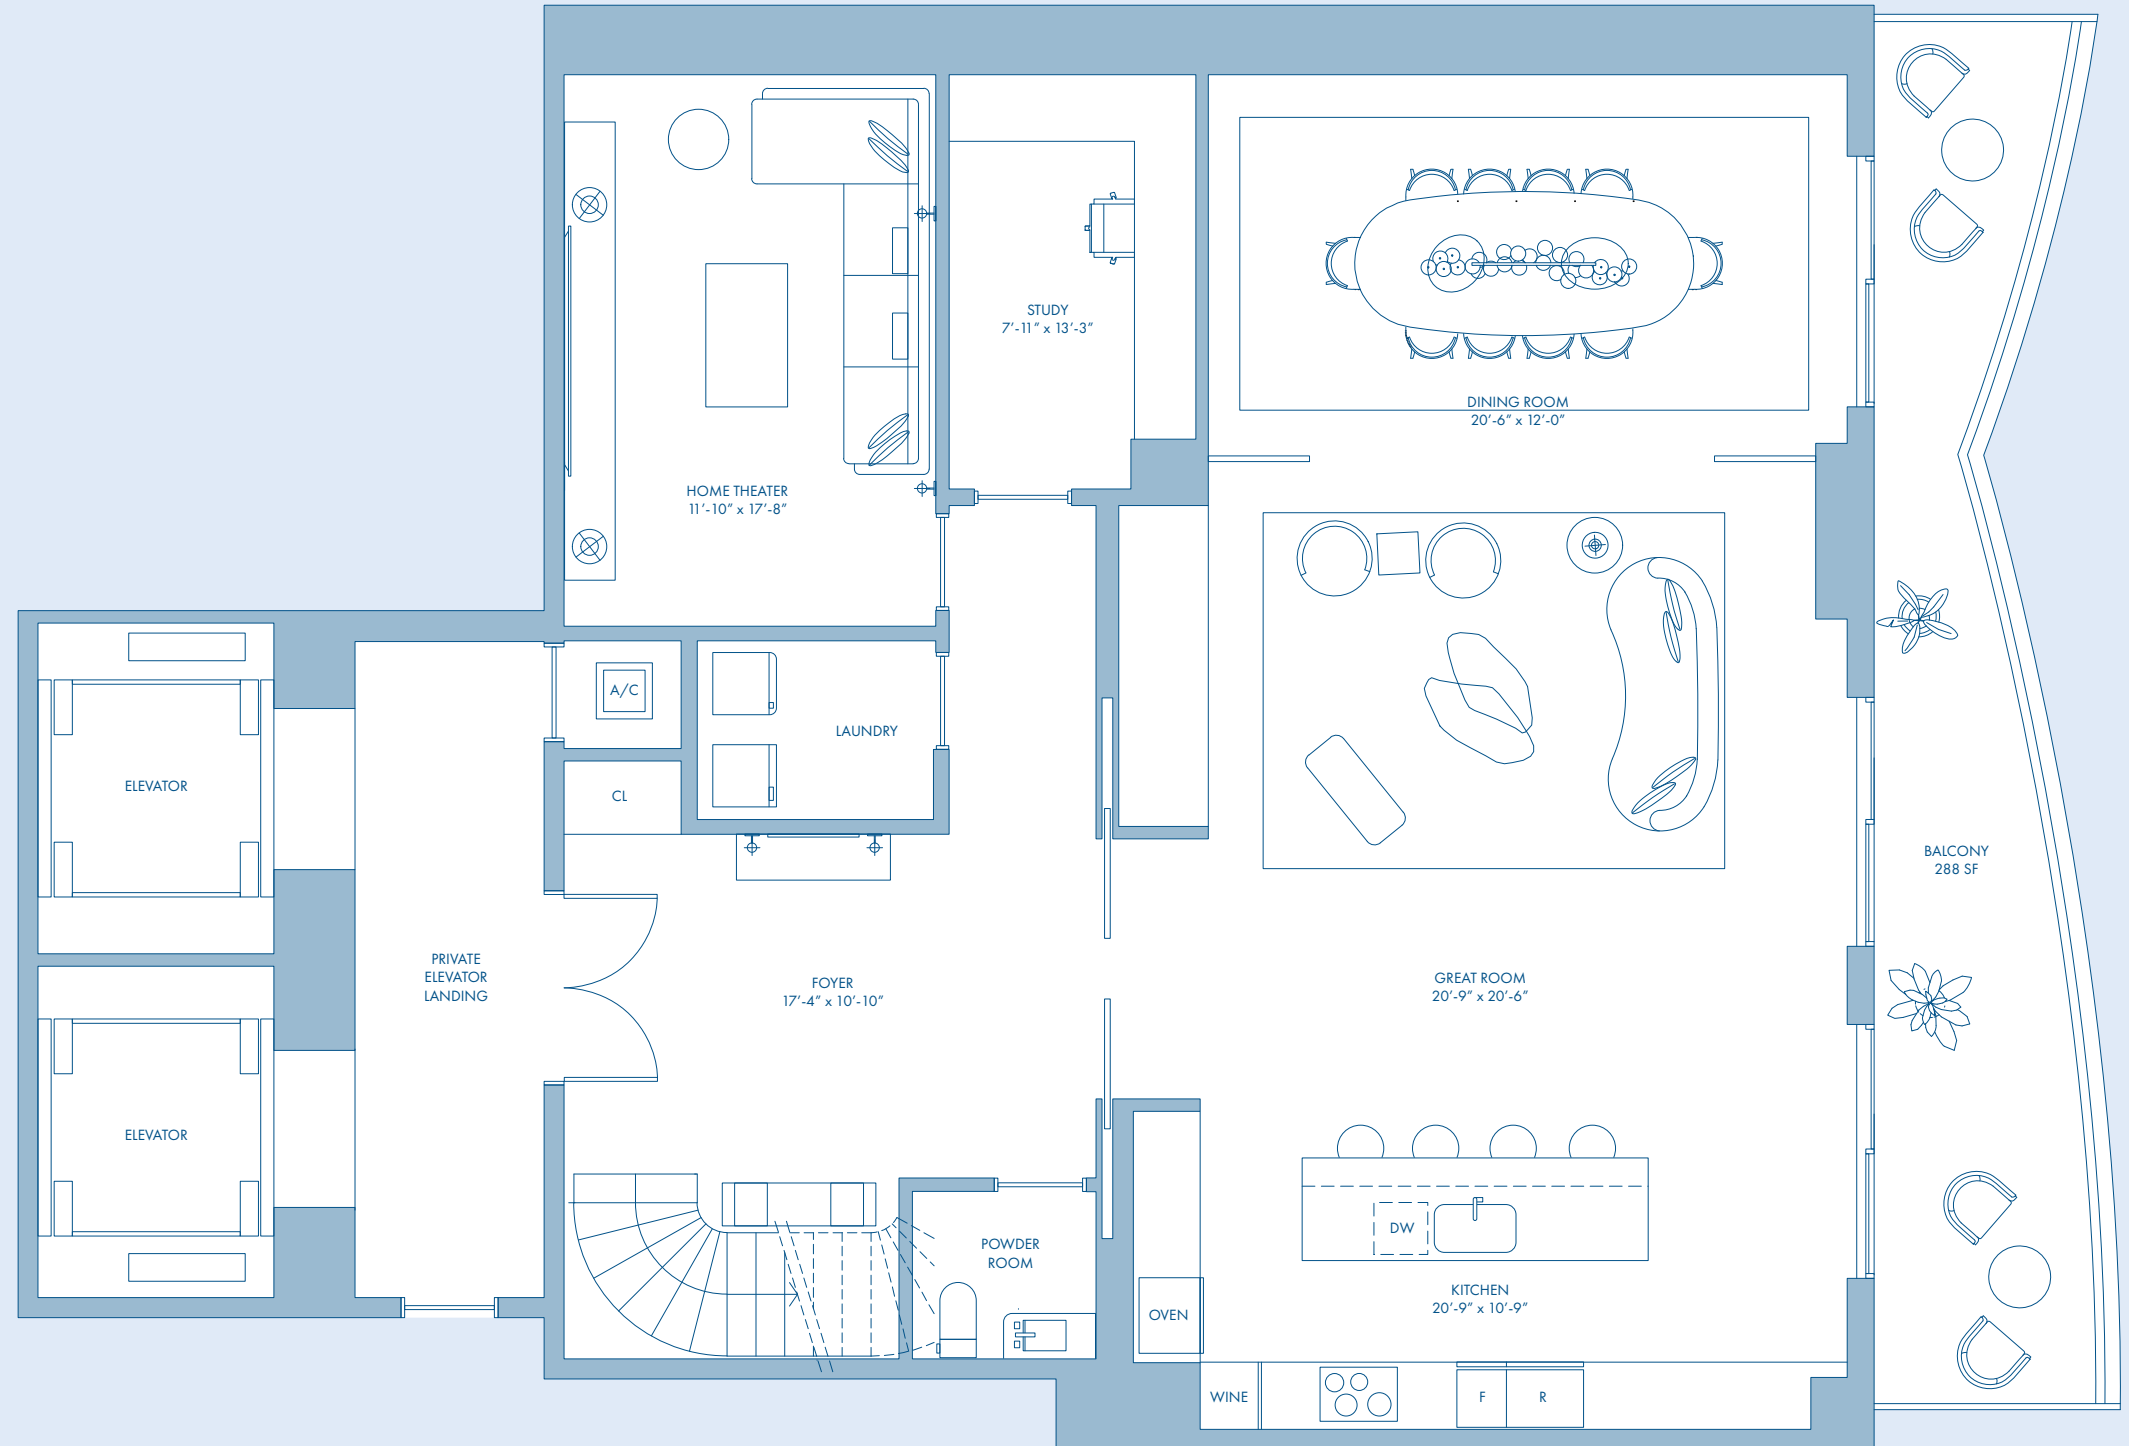 STUDY
7’-11” x 13’-3”
DINING ROOM
20’-6” x 12’-0”
HOME THEATER
11’-10” x 17’-8”
A/C
LAUNDRY
ELEVATOR
CL
BALCONY
288 SF
PRIVATE
ELEVATOR
LANDING
FOYER
17’-4” x 10’-10”
GREAT ROOM
20’-9” x 20’-6”
ELEVATOR
DW
POWDER
ROOM
KITCHEN
20’-9” x 10’-9”
OVEN
WINE
F
R